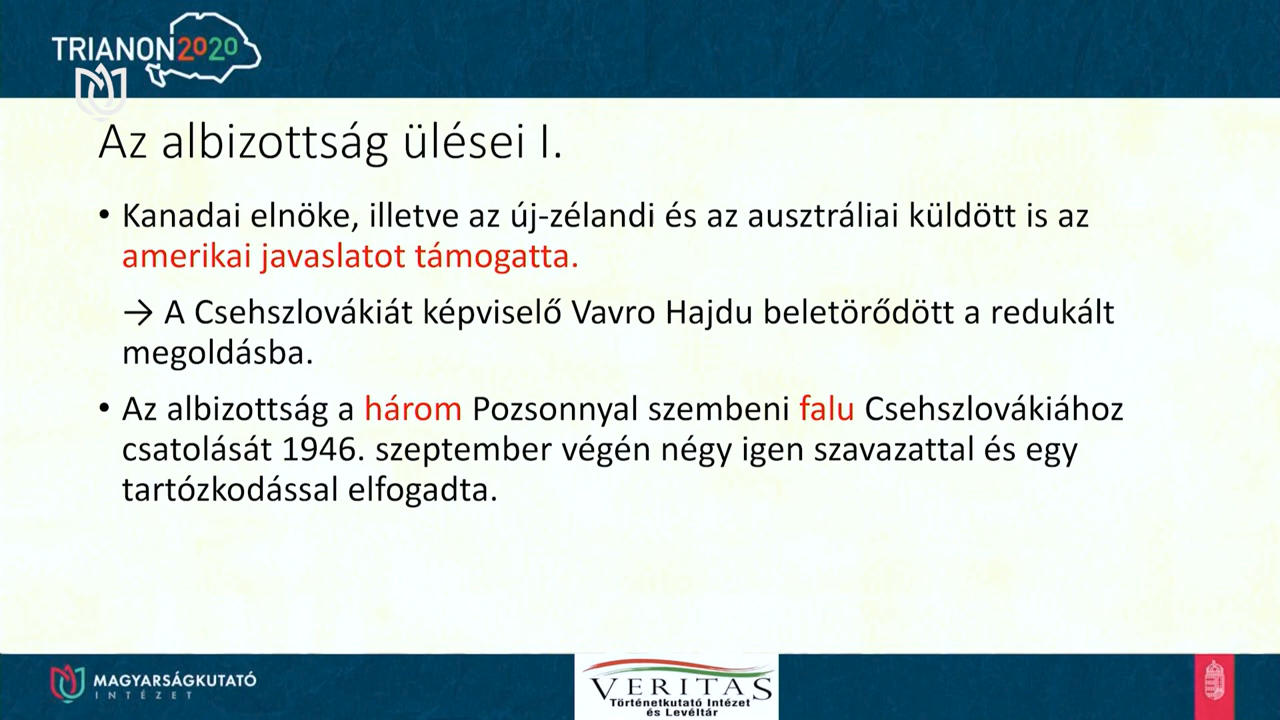 TRIANON2020
Az albizottság ülései I.
• Kanadai elnöke, illetve az új-zélandi és az ausztráliai küldött is az
amerikai javaslatot támogatta.
→ A Csehszlovákiát képviselő Vavro Hajdu beletörődött a redukált
megoldásba.
• Az albizottság a három Pozsonnyal szembeni falu Csehszlovákiához
csatolását 1946. szeptember végén négy igen szavazattal és egy
tartózkodással elfogadta.
MAGYARSÁGKUTATÓ
INTÉZET
VERITAS
Történetkutató Intézet
és Levéltár